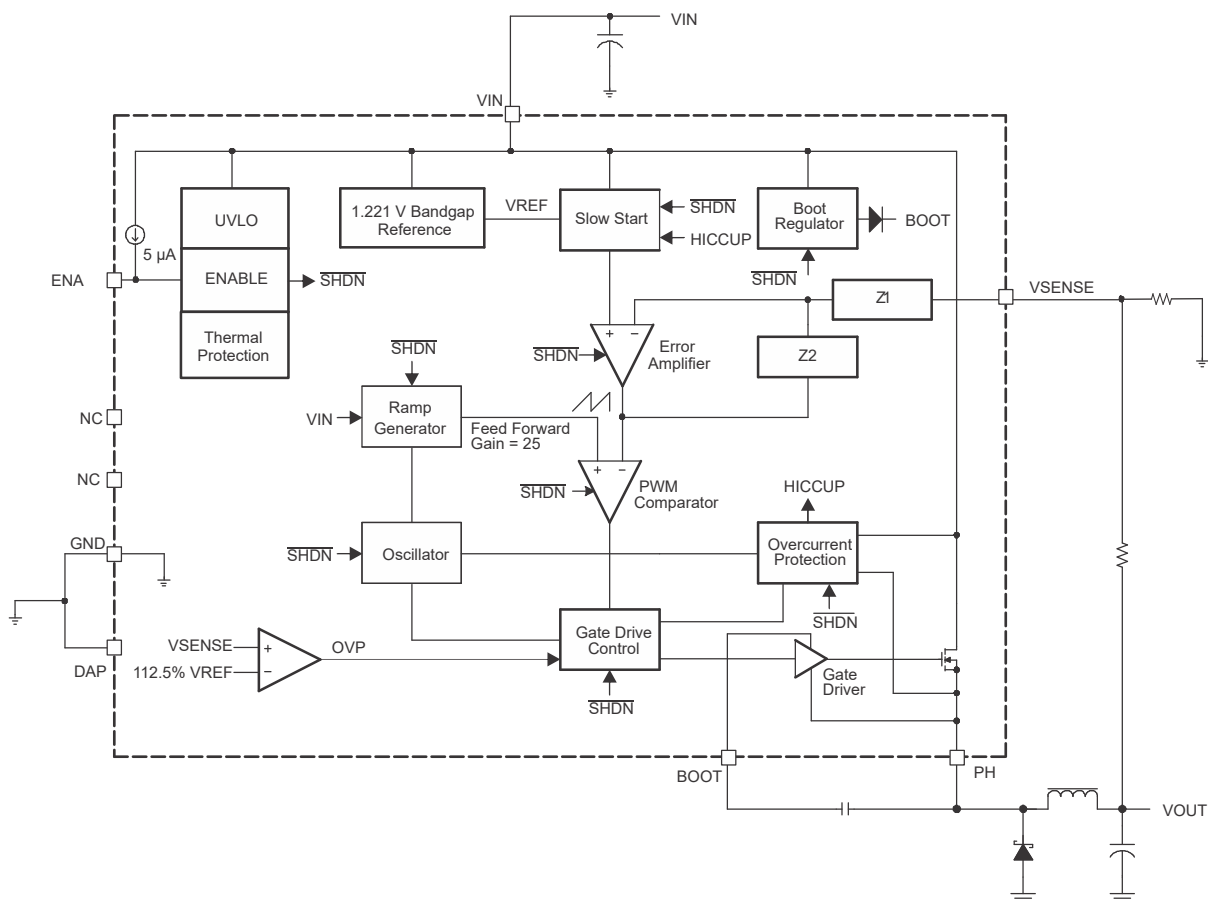 VIN
VIN
UVLO
1.221 V Bandgap
Reference
VREF
Slow Start
SHDN
HICCUP
Boot
Regulator
BOOT
SHDN
5 µA
ENA
ENABLE
SHDN
Thermal
Protection
Z1
VSENSE
Z2
+
−
SHDN
Error
Amplifier
SHDN
VIN
Ramp
Generator
Feed Forward
Gain = 25
NC
NC
+
−
SHDN
PWM
Comparator
HICCUP
GND
SHDN
Oscillator
Overcurrent
Protection
SHDN
VSENSE
+
OVP
112.5% VREF
−
DAP
Gate Drive
Control
SHDN
Gate
Driver
BOOT
PH
VOUT